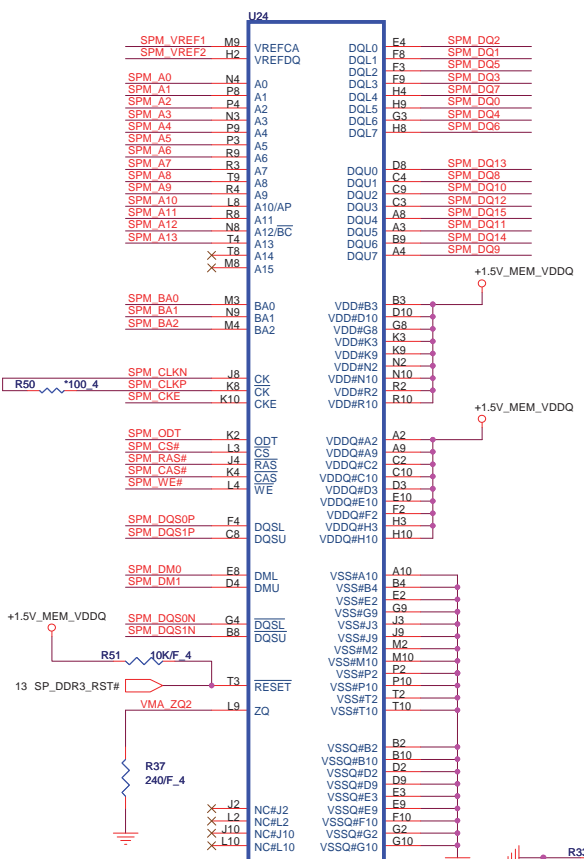 U24
SPM_VREF1 M9 VREFCA DQL0 E4 SPM_DQ2
SPM_VREF2 H2 VREFDQ DQL1 F8 SPM_DQ1
DQL2 F3 SPM_DQ5
SPM_A0 N4 A0 DQL3 F9 SPM_DQ3
SPM_A1 P8 A1 DQL4 H4 SPM_DQ7
SPM_A2 P4 A2 DQL5 H9 SPM_DQ0
SPM_A3 N3 A3 DQL6 G3 SPM_DQ4
SPM_A4 P9 A4 DQL7 H8 SPM_DQ6
SPM_A5 P3 A5
SPM_A6 R9 A6
SPM_A7 R3 A7 DQU0 D8 SPM_DQ13
SPM_A8 T9 A8 DQU1 C4 SPM_DQ8
SPM_A9 R4 A9 DQU2 C9 SPM_DQ10
SPM_A10 L8 A10/AP DQU3 C3 SPM_DQ12
SPM_A11 R8 A11 DQU4 A8 SPM_DQ15
SPM_A12 N8 A12/BC DQU5 A3 SPM_DQ11
SPM_A13 T4 A13 DQU6 B9 SPM_DQ14
T8 A14 DQU7 A4 SPM_DQ9
M8 A15
+1.5V_MEM_VDDQ
SPM_BA0 M3 BA0 VDD#B3 B3
SPM_BA1 N9 BA1 VDD#D10 D10
SPM_BA2 M4 BA2 VDD#G8 G8
VDD#K3 K3
VDD#K9 K9
VDD#N2 N2
SPM_CLKN J8 CK VDD#N10 N10
R50 *100_4 SPM_CLKP K8 CK VDD#R2 R2
SPM_CKE K10 CKE VDD#R10 R10
+1.5V_MEM_VDDQ
SPM_ODT K2 ODT VDDQ#A2 A2
SPM_CS# L3 CS VDDQ#A9 A9
SPM_RAS# J4 RAS VDDQ#C2 C2
SPM_CAS# K4 CAS VDDQ#C10 C10
SPM_WE# L4 WE VDDQ#D3 D3
VDDQ#E10 E10
VDDQ#F2 F2
SPM_DQS0P F4 DQSL VDDQ#H3 H3
SPM_DQS1P C8 DQSU VDDQ#H10 H10
SPM_DM0 E8 DML VSS#A10 A10
SPM_DM1 D4 DMU VSS#B4 B4
VSS#E2 E2
+1.5V_MEM_VDDQ VSS#G9 G9
SPM_DQS0N G4 DQSL VSS#J3 J3
SPM_DQS1N B8 DQSU VSS#J9 J9
VSS#M2 M2
R51 10K/F_4 VSS#M10 M10
VSS#P2 P2
13 SP_DDR3_RST# T3 RESET VSS#P10 P10
VSS#T2 T2
VMA_ZQ2 L9 ZQ VSS#T10 T10
VSSQ#B2 B2
VSSQ#B10 B10
R37 VSSQ#D2 D2
240/F_4 VSSQ#D9 D9
VSSQ#E3 E3
J2 NC#J2 VSSQ#E9 E9
L2 NC#L2 VSSQ#F10 F10
J10 NC#J10 VSSQ#G2 G2
L10 NC#L10 VSSQ#G10 G10